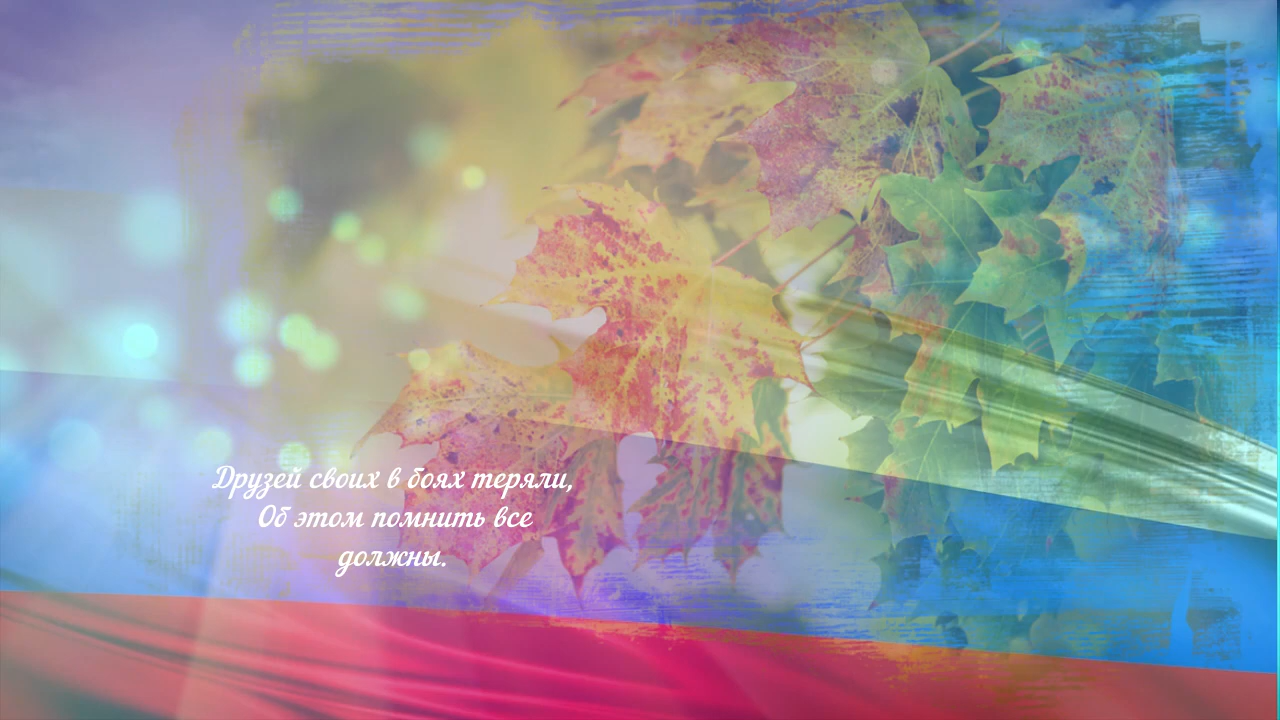 Друзей своих в боях теряли,
Об этом помнить все
должны.